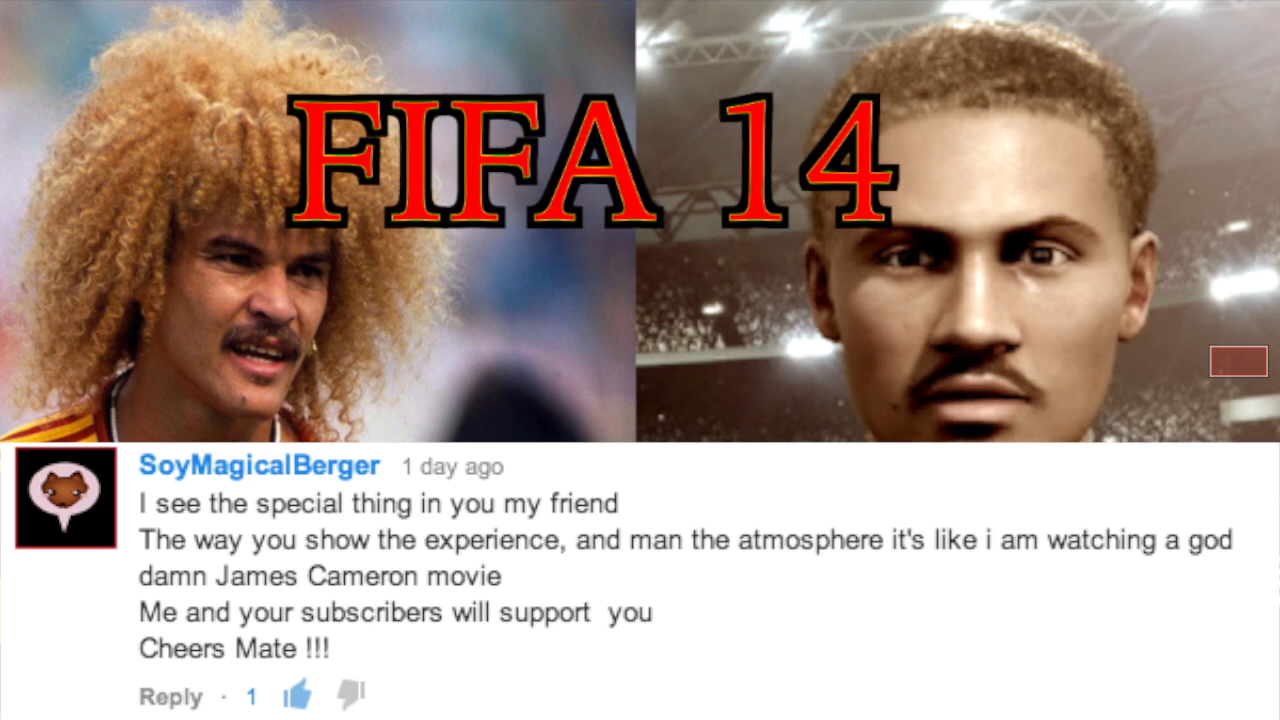 FIFA 14
SoyMagicalBerger 1 day ago
I see the special thing in you my friend
The way you show the experience, and man the atmosphere it's like i am watching a god
damn James Cameron movie
Me and your subscribers will support  you
Cheers Mate !!!
Reply · 1